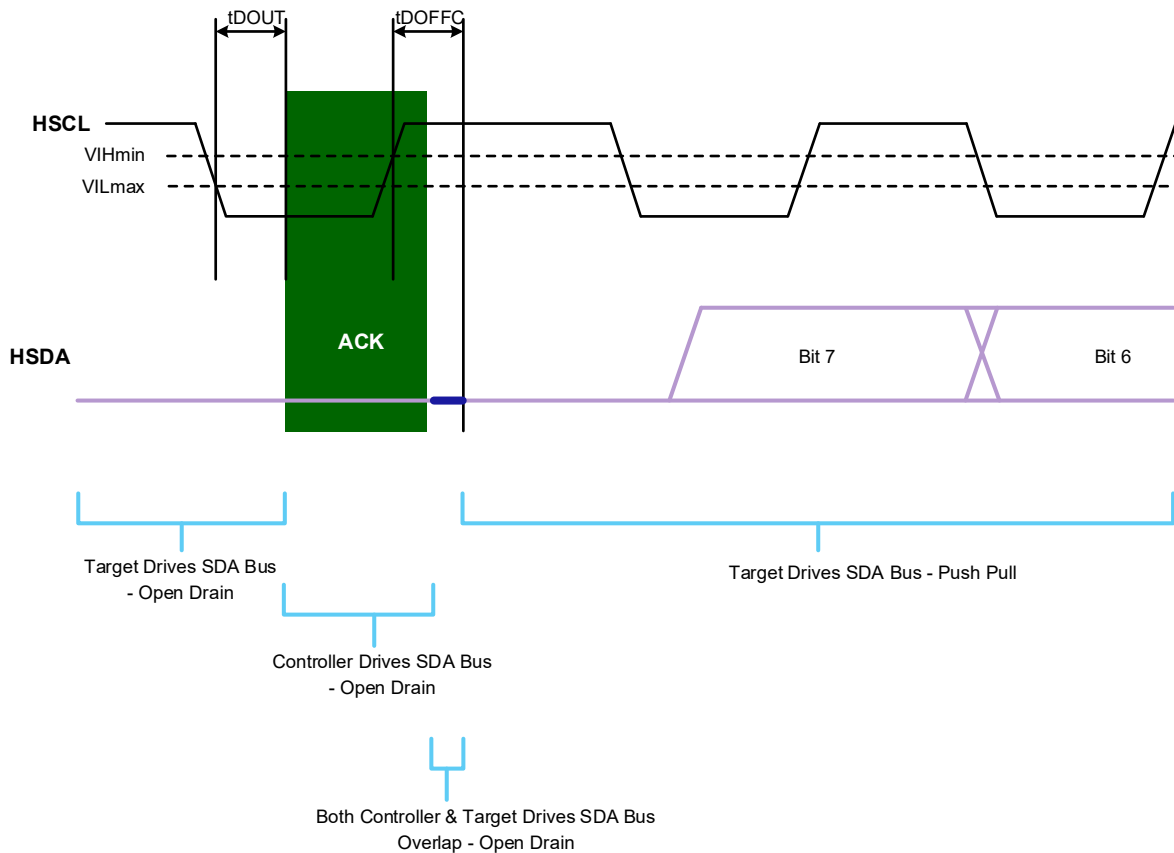 tDOUT
tDOFFC
HSCL
VIHmin
VILmax
ACK
HSDA
Bit 7
Bit 6
Target Drives SDA Bus
- Open Drain
Target Drives SDA Bus - Push Pull
Controller Drives SDA Bus
- Open Drain
Both Controller & Target Drives SDA Bus
Overlap - Open Drain